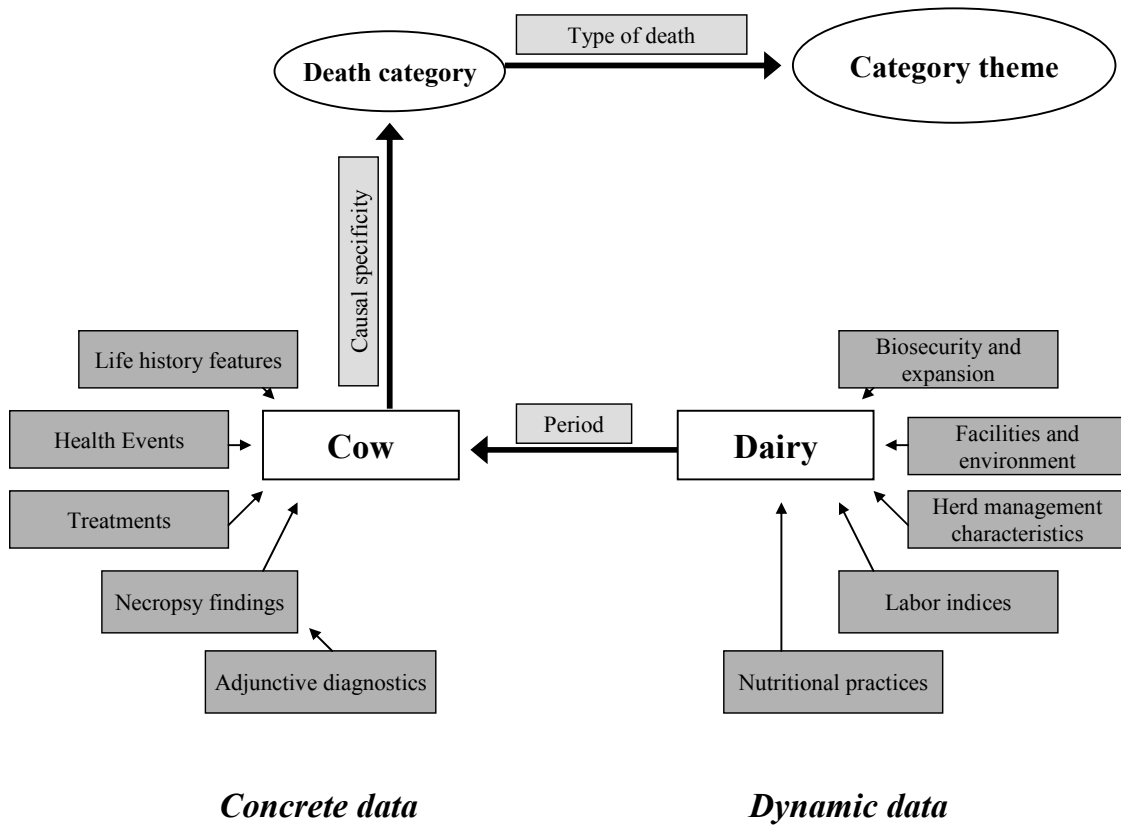 Type of death
Death category
Category theme
Causal specificity
Life history features
Biosecurity and
expansion
Health Events
Cow
Period
Dairy
Facilities and
environment
Treatments
Herd management
characteristics
Necropsy findings
Labor indices
Adjunctive diagnostics
Nutritional practices
Concrete data
Dynamic data